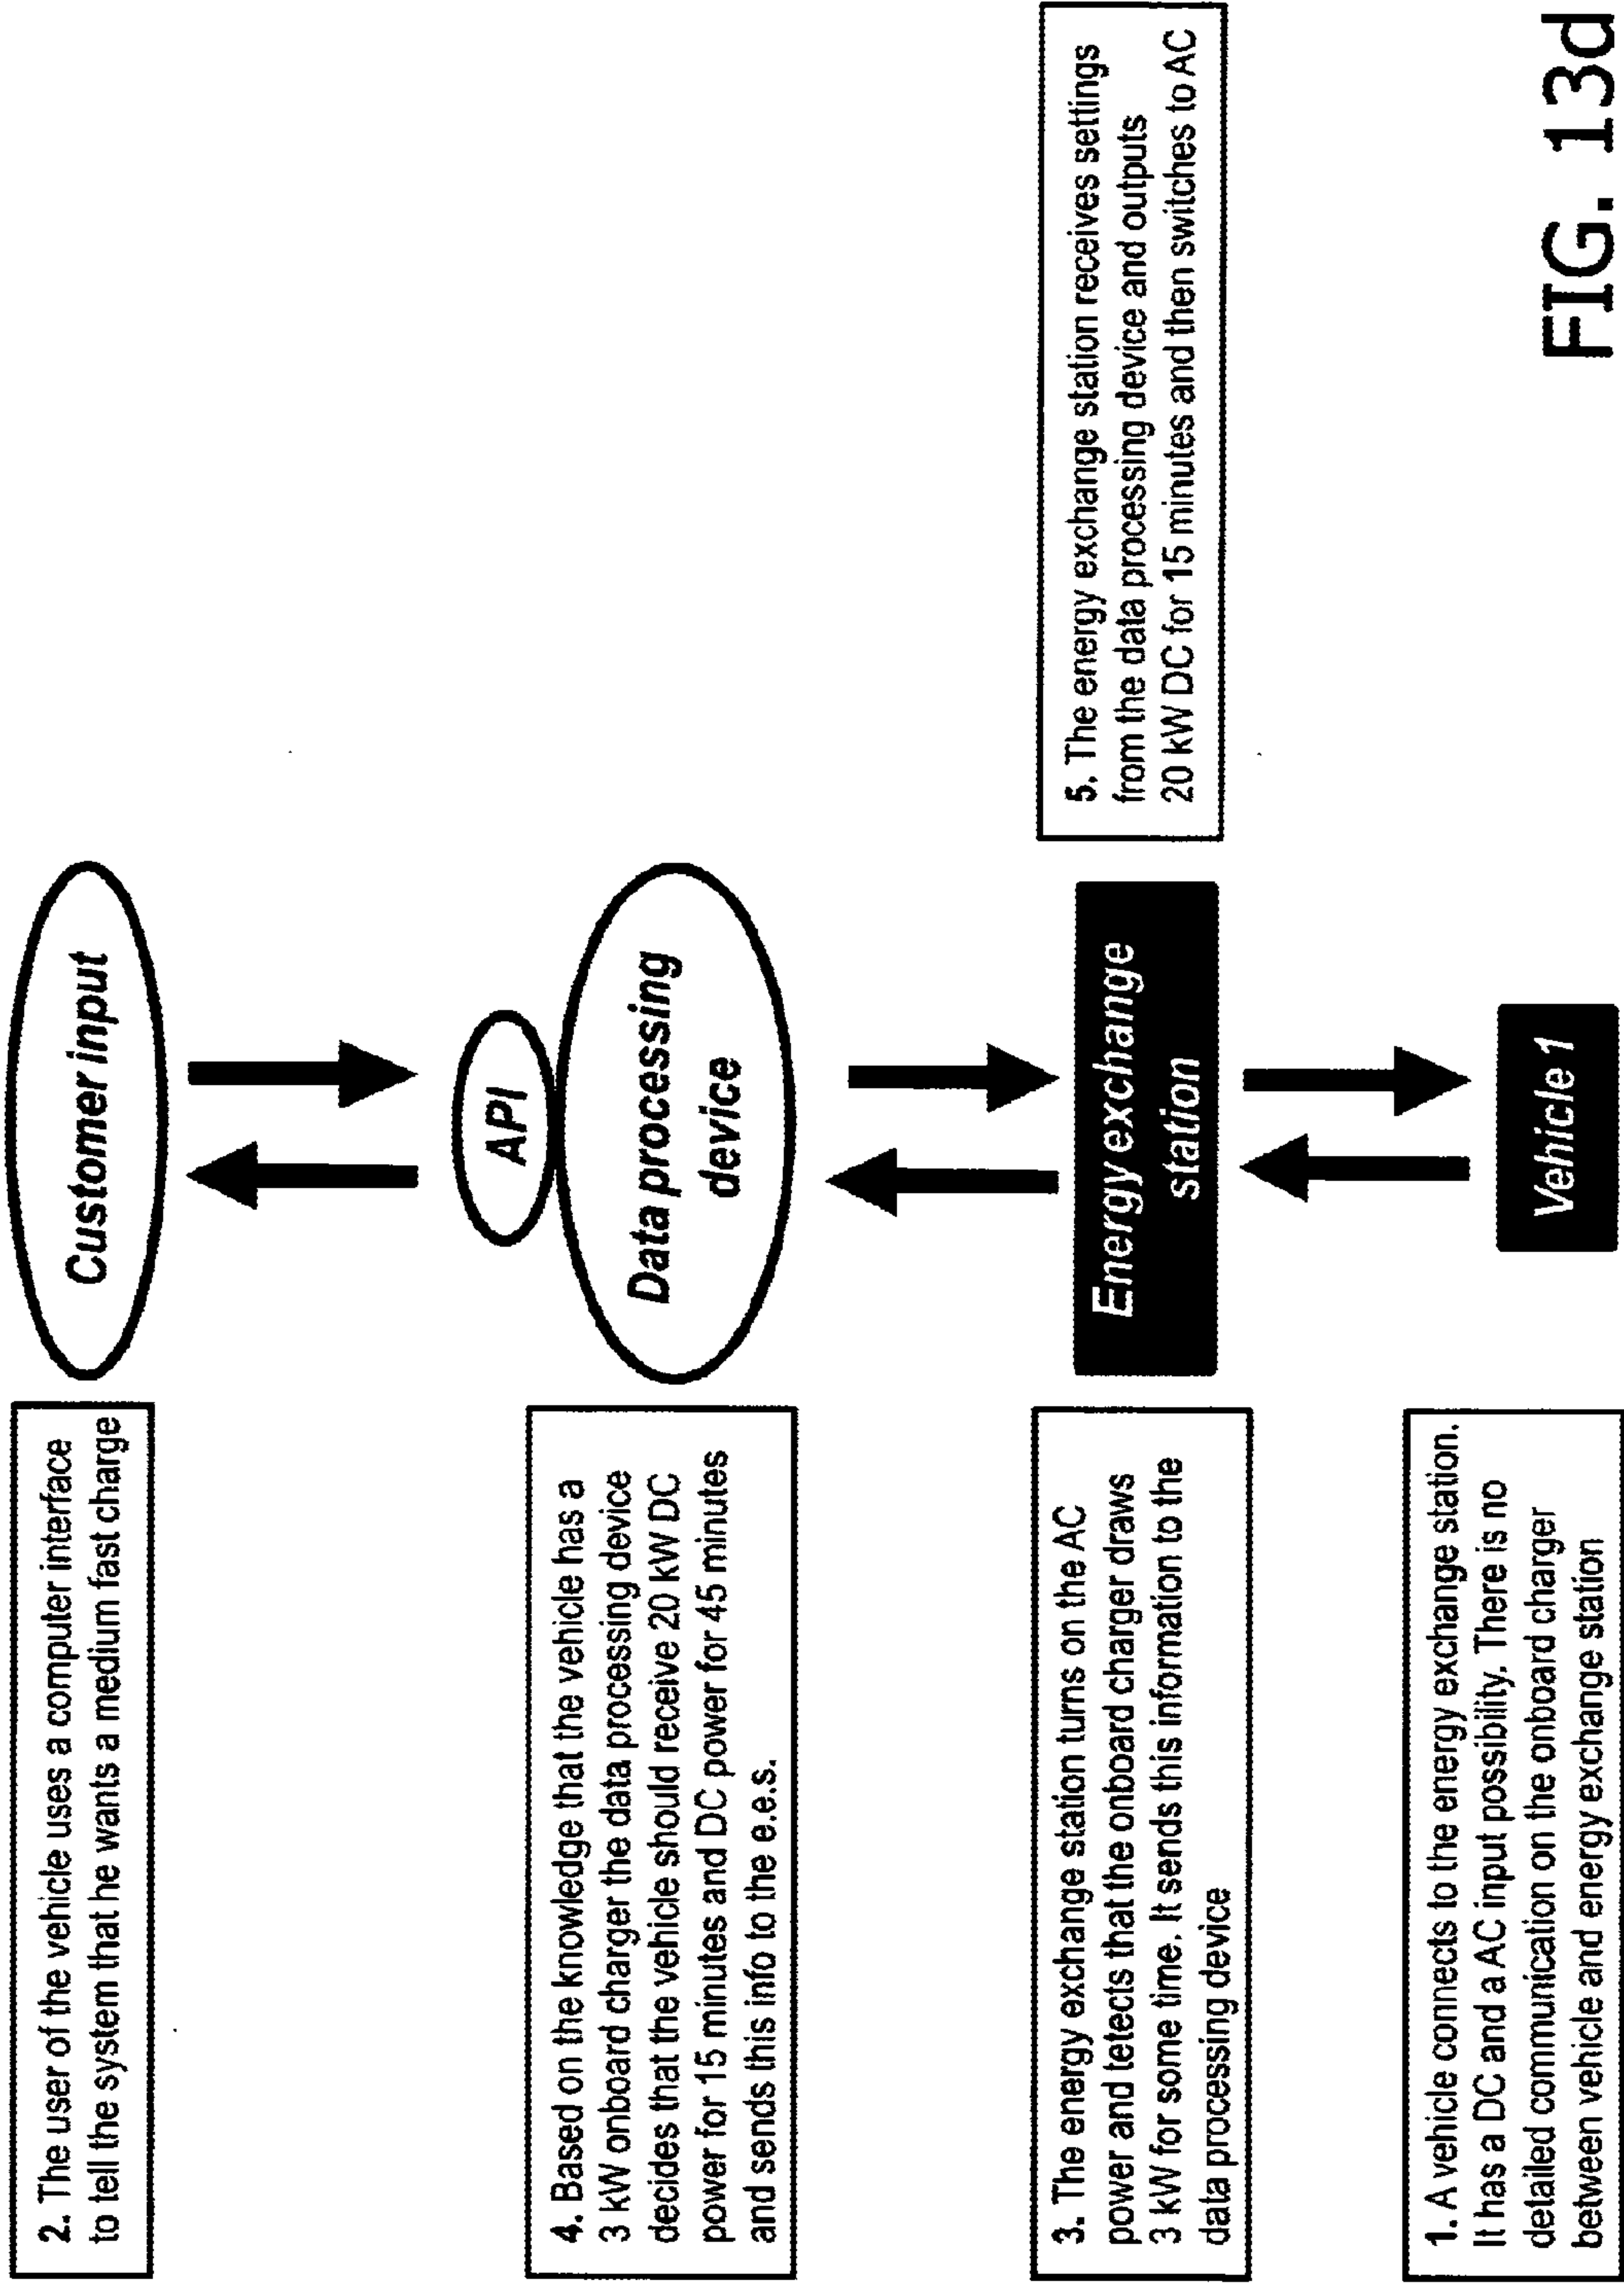 2. The user of the vehicle uses a computer interface
to tell the system that he wants a medium fast charge
Customer input
API
4. Based on the knowledge that the vehicle has a
3 kW onboard charger the data processing device
decides that the vehicle should receive 20 kW DC
power for 15 minutes and DC power for 45 minutes
and sends this info to the e.e.s.
Data processing
device
3. The energy exchange station turns on the AC
power and tetects that the onboard charger draws
3 kW for some time. It sends this information to the
data processing device
Energy exchange
station
5. The energy exchange station receives settings
from the data processing device and outputs
20 kW DC for 15 minutes and then switches to AC
1. A vehicle connects to the energy exchange station.
It has a DC and a AC input possibility. There is no
detailed communication on the onboard charger
between vehicle and energy exchange station
Vehicle 1
FIG. 13d